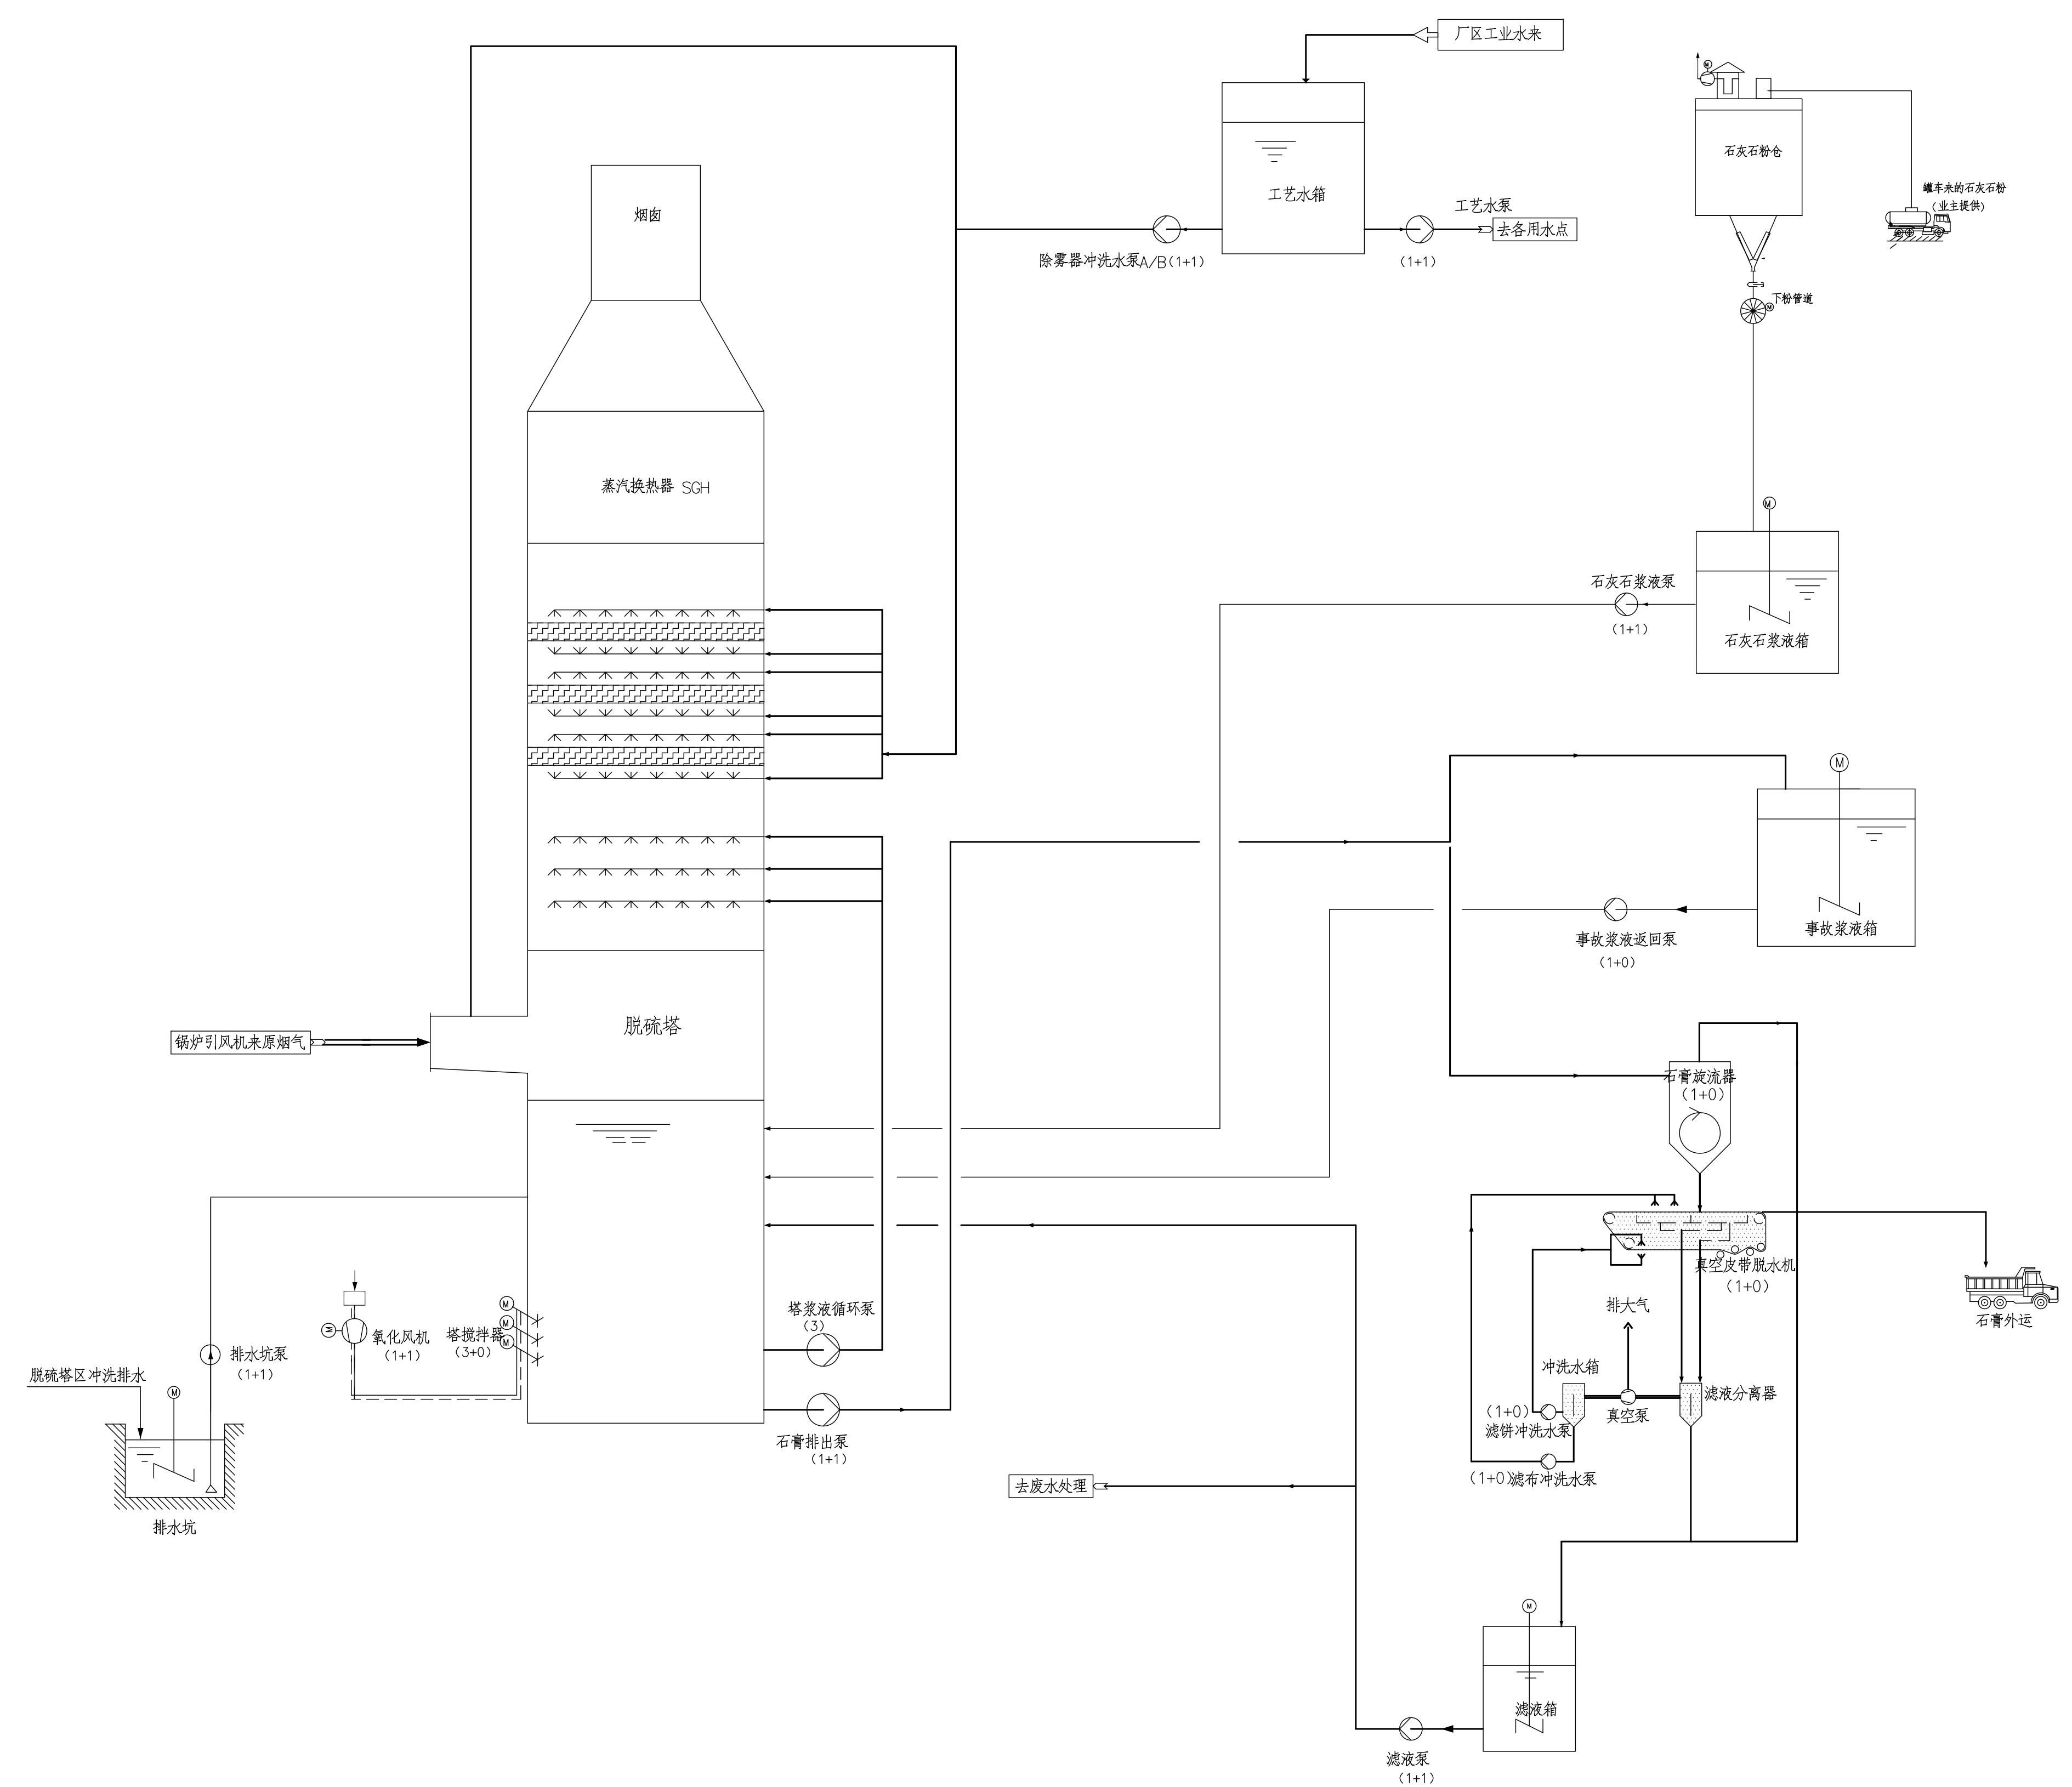 厂区工业水来
石灰石粉仓
罐车来的石灰石粉
(业主提供)
烟囱
工艺水箱
工艺水泵
去各用水点
除雾器冲洗水泵A/B(1+1)
(1+1)
M
下粉管道
M
蒸汽换热器 SGH
M
石灰石浆液泵
(1+1)
石灰石浆液箱
M
事故浆液箱
事故浆液返回泵
(1+0)
脱硫塔
锅炉引风机来原烟气
石膏旋流器
(1+0)
真空皮带脱水机
(1+0)
石膏外运
排大气
塔浆液循环泵
(3)
M
M
M
塔搅拌器
(3+0)
M
氧化风机
(1+1)
排水坑泵
(1+1)
脱硫塔区冲洗排水
M
排水坑
冲洗水箱
滤液分离器
真空泵
(1+0)
滤饼冲洗水泵
(1+0)滤布冲洗水泵
石膏排出泵
(1+1)
去废水处理
M
滤液箱
滤液泵
(1+1)